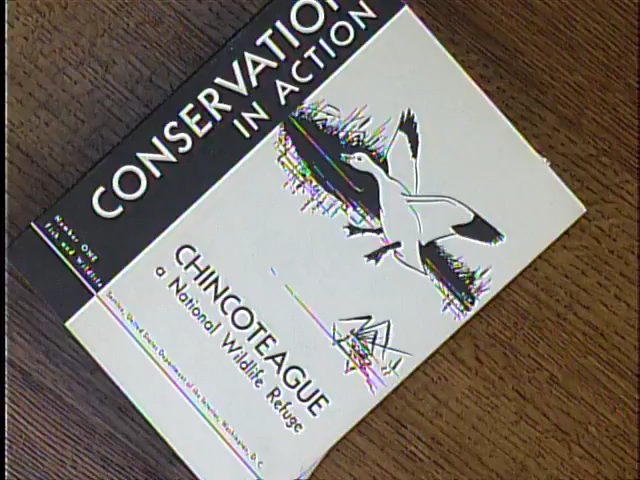 CONSERVATION
IN ACTION
Number ONE
CHINCOTEAGUE
a National Wildlife Refuge
Fish and Wildlife Service, United States Department of the Interior, Washington, D.C.